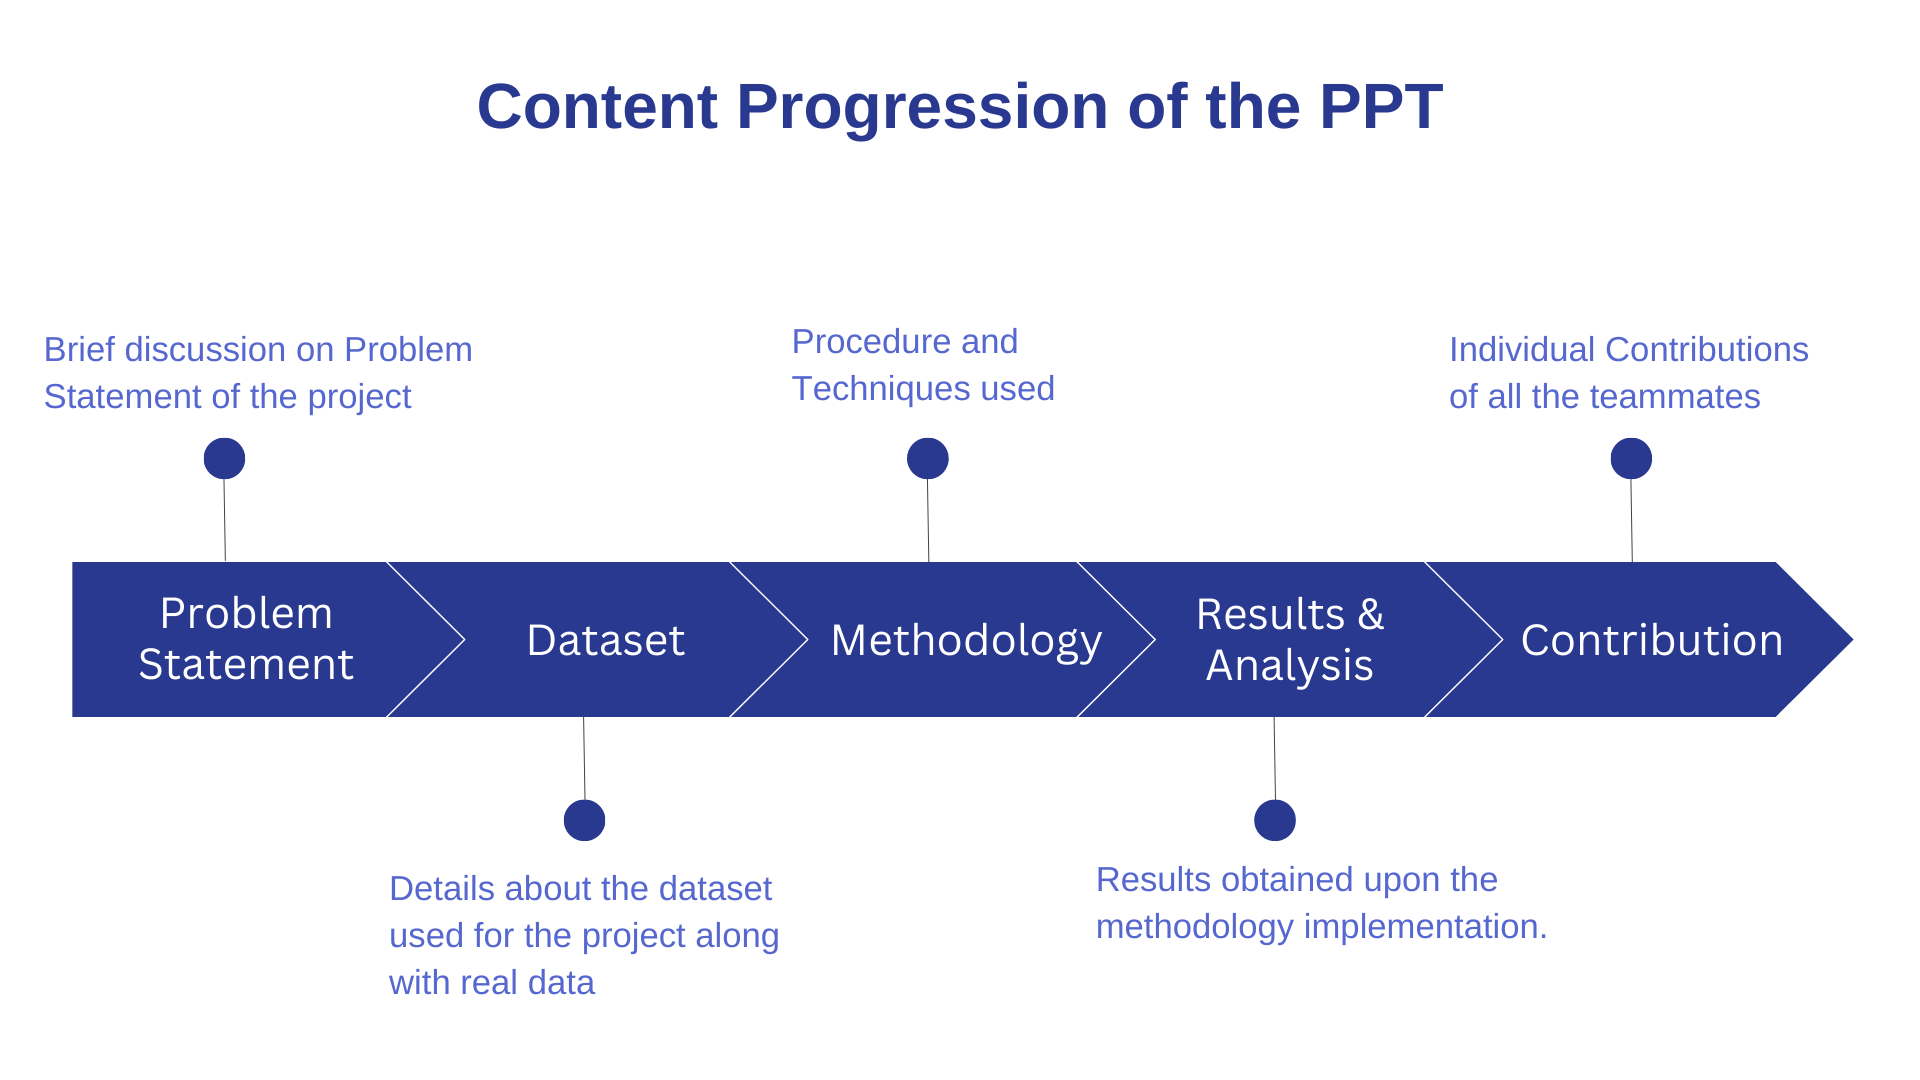 Content Progression of the PPT
Brief discussion on Problem
Statement of the project
Procedure and
Techniques used
Individual Contributions
of all the teammates
Problem
Statement
Dataset
Methodology
Results &
Analysis
Contribution
Details about the dataset
used for the project along
with real data
Results obtained upon the
methodology implementation.